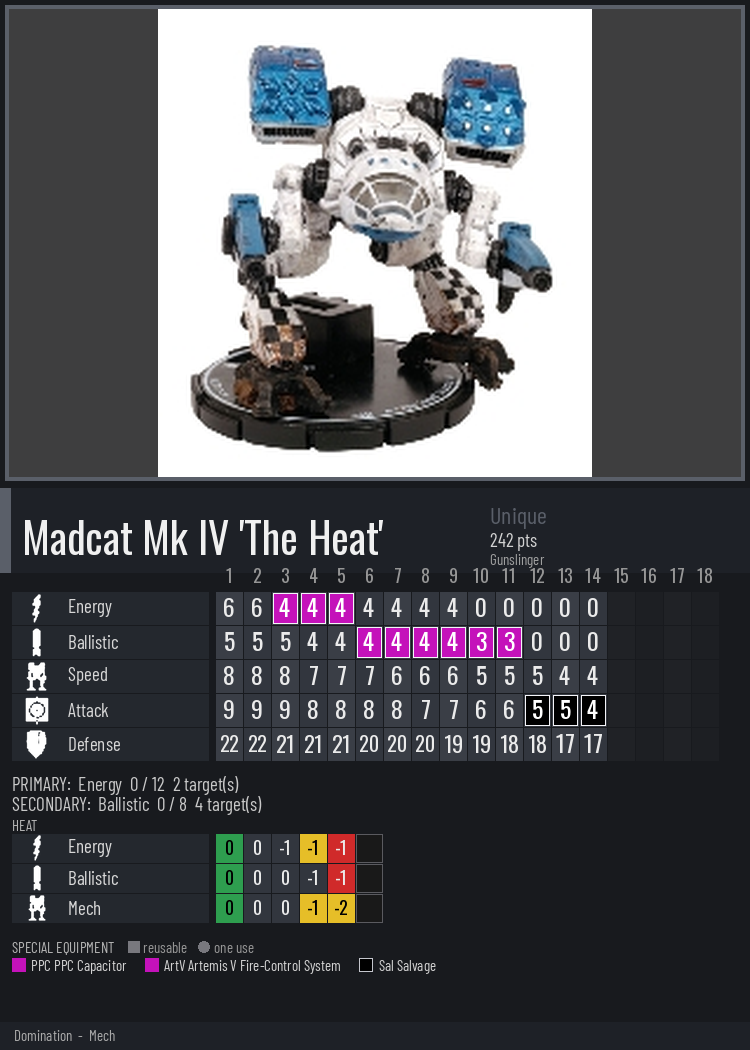 Madcat Mk IV 'The Heat'
Unique
242 pts
Gunslinger
1 2 3 4 5 6 7 8 9 10 11 12 13 14 15 16 17 18
Energy 6 6 4 4 4 4 4 4 4 0 0 0 0 0
Ballistic 5 5 5 4 4 4 4 4 4 3 3 0 0 0
Speed 8 8 8 7 7 7 6 6 6 5 5 5 4 4
Attack 9 9 9 8 8 8 8 7 7 6 6 5 5 4
Defense 22 22 21 21 21 20 20 20 19 19 18 18 17 17
PRIMARY: Energy 0 / 12 2 target(s)
SECONDARY: Ballistic 0 / 8 4 target(s)
HEAT
Energy 0 0 -1 -1 -1
Ballistic 0 0 0 -1 -1
Mech 0 0 0 -1 -2
SPECIAL EQUIPMENT reusable one use
PPC PPC Capacitor ArtV Artemis V Fire-Control System Sal Salvage
Domination - Mech